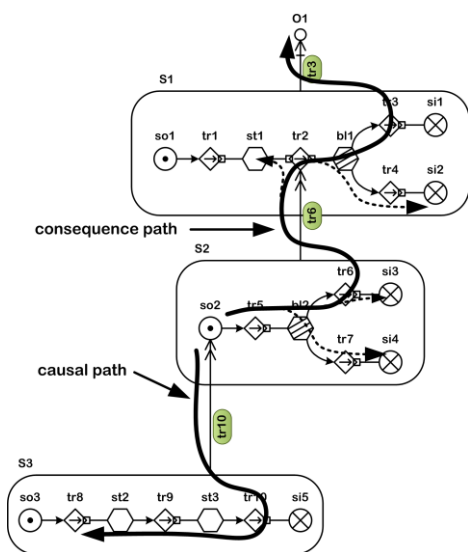 O1
tr3
S1
tr3 si1
so1 tr1 st1 tr2 bl1
tr4 si2
tr6
consequence path
S2
tr6 si3
so2 tr5 bl2
tr7 si4
causal path
tr10
S3
so3 tr8 st2 tr9 st3 tr10 si5